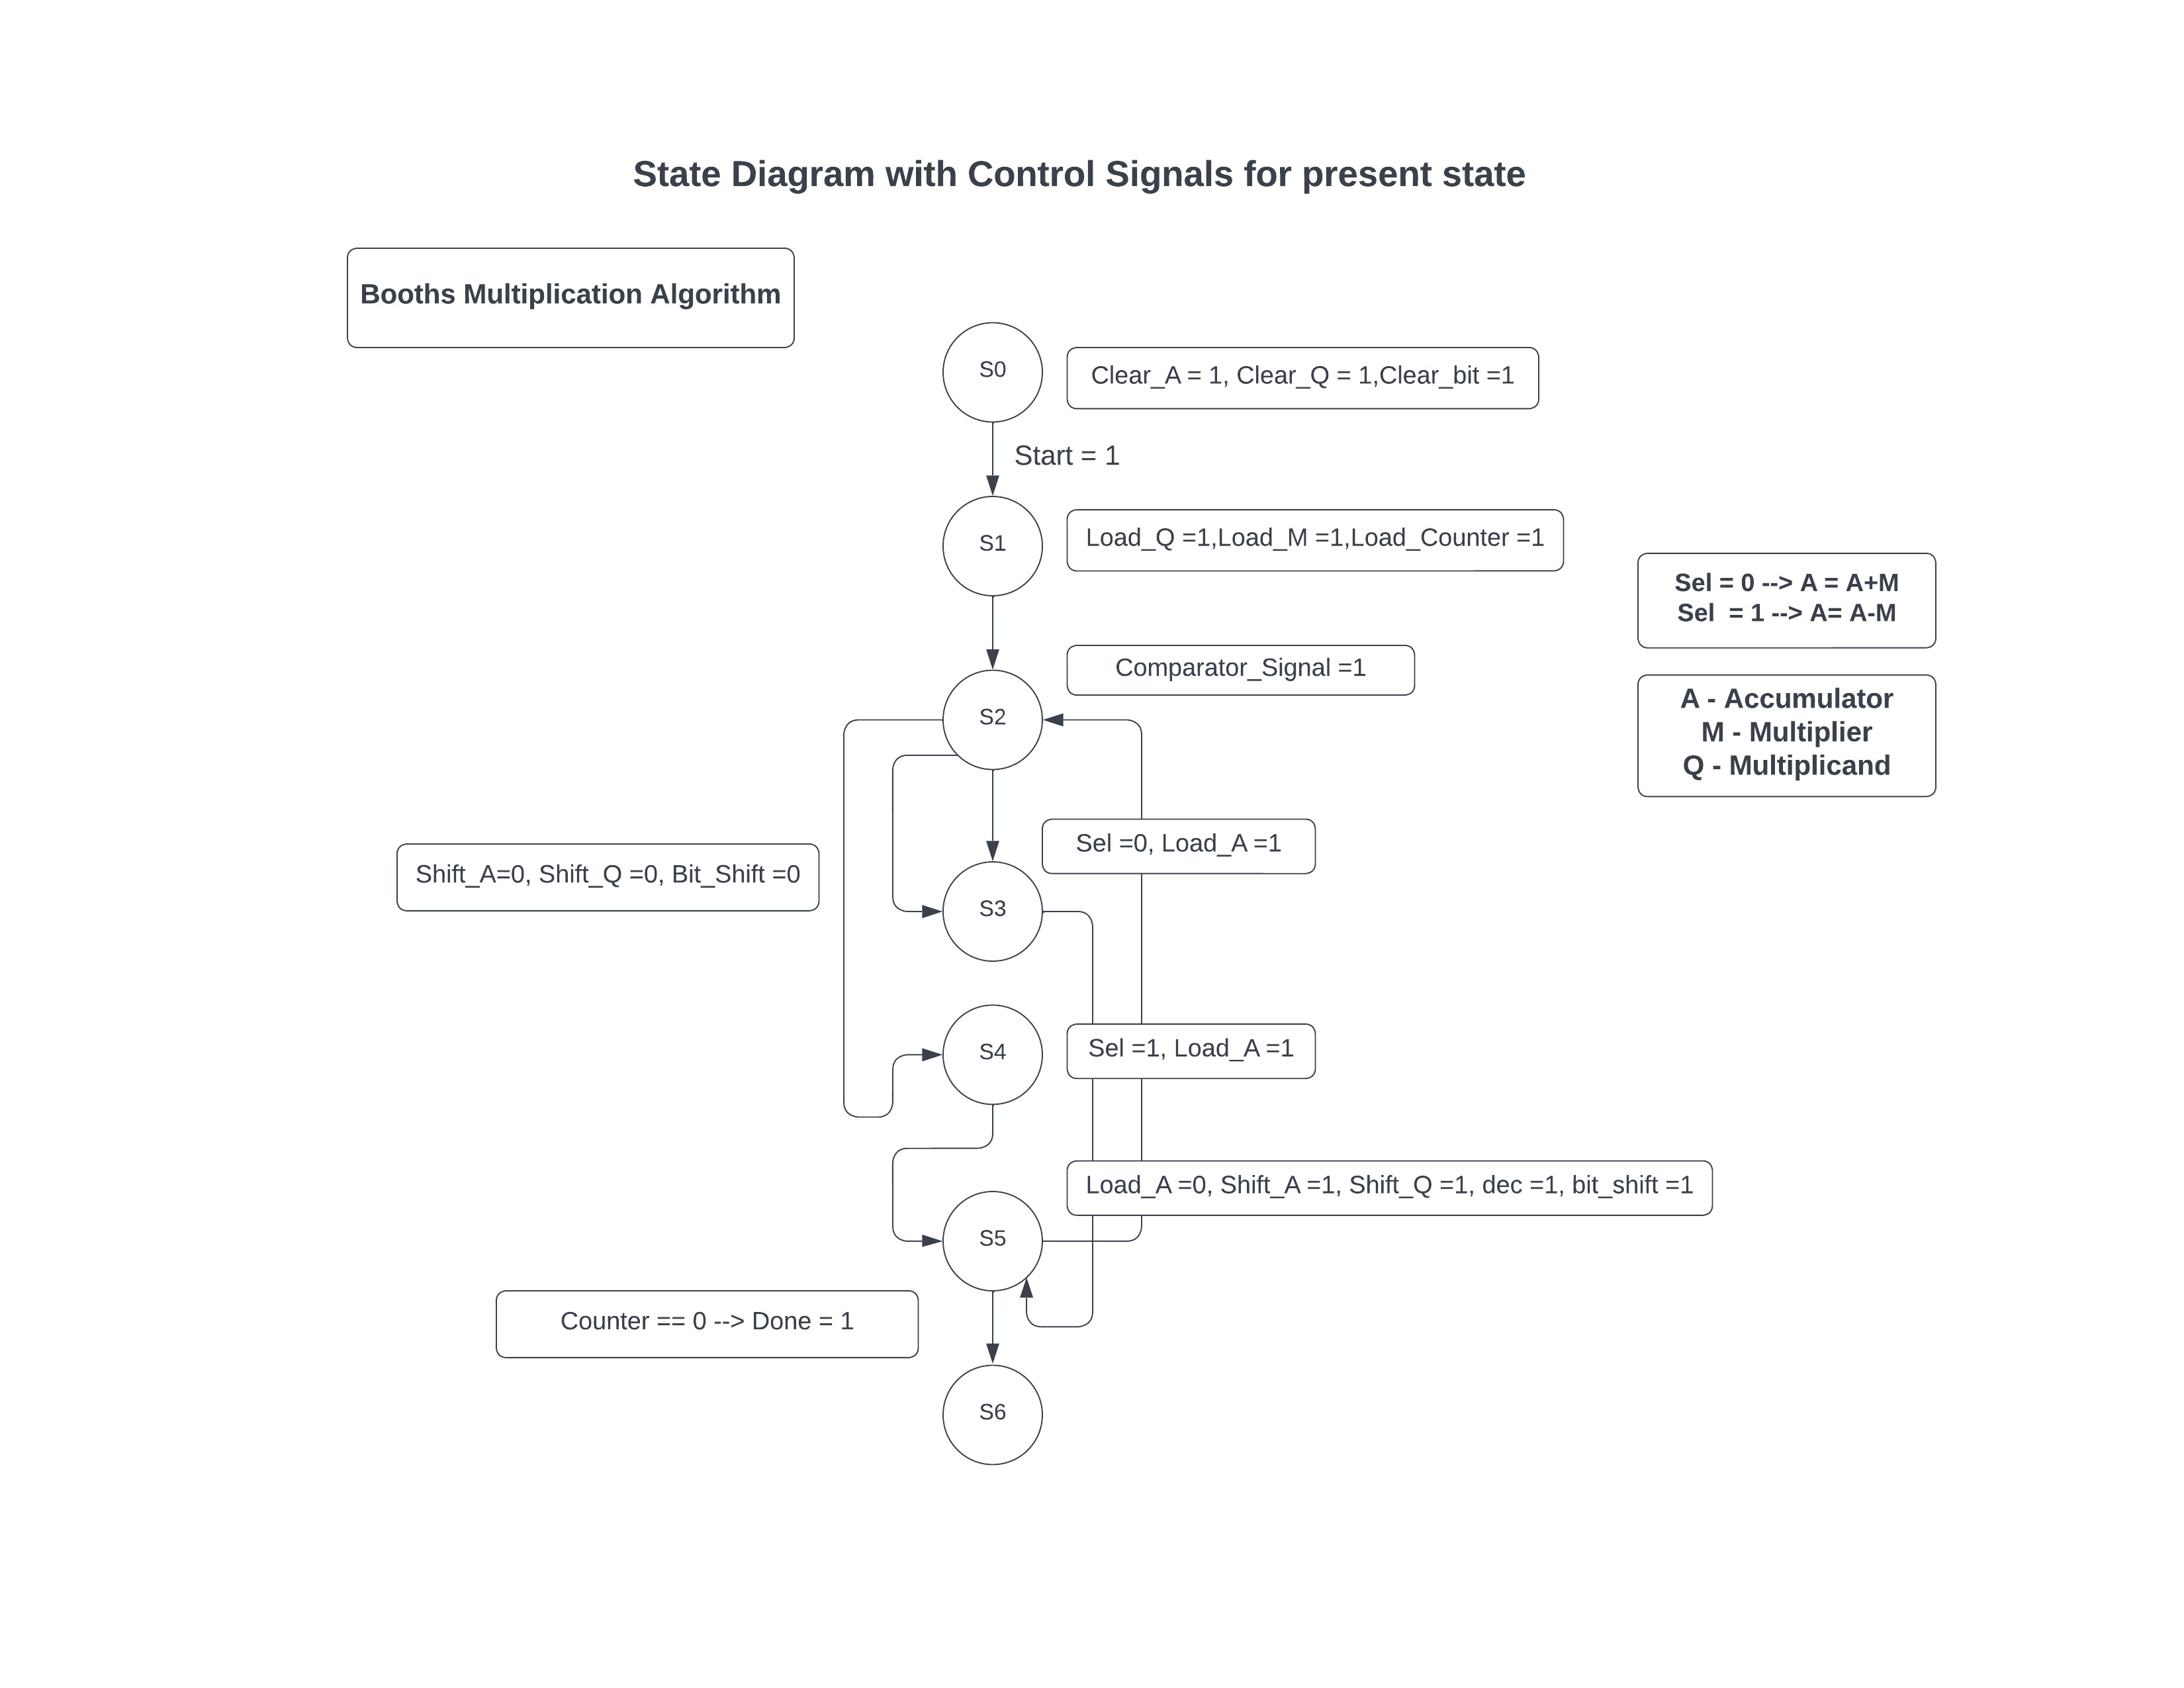 State Diagram with Control Signals for present state
Booths Multiplication Algorithm
S0
Clear_A = 1, Clear_Q = 1,Clear_bit =1
Start = 1
S1
Load_Q =1,Load_M =1,Load_Counter =1
Sel = 0 --> A = A+M
Sel  = 1 --> A= A-M
Comparator_Signal =1
S2
A - Accumulator
M - Multiplier
Q - Multiplicand
Sel =0, Load_A =1
Shift_A=0, Shift_Q =0, Bit_Shift =0
S3
S4
Sel =1, Load_A =1
Load_A =0, Shift_A =1, Shift_Q =1, dec =1, bit_shift =1
S5
Counter == 0 --> Done = 1
S6